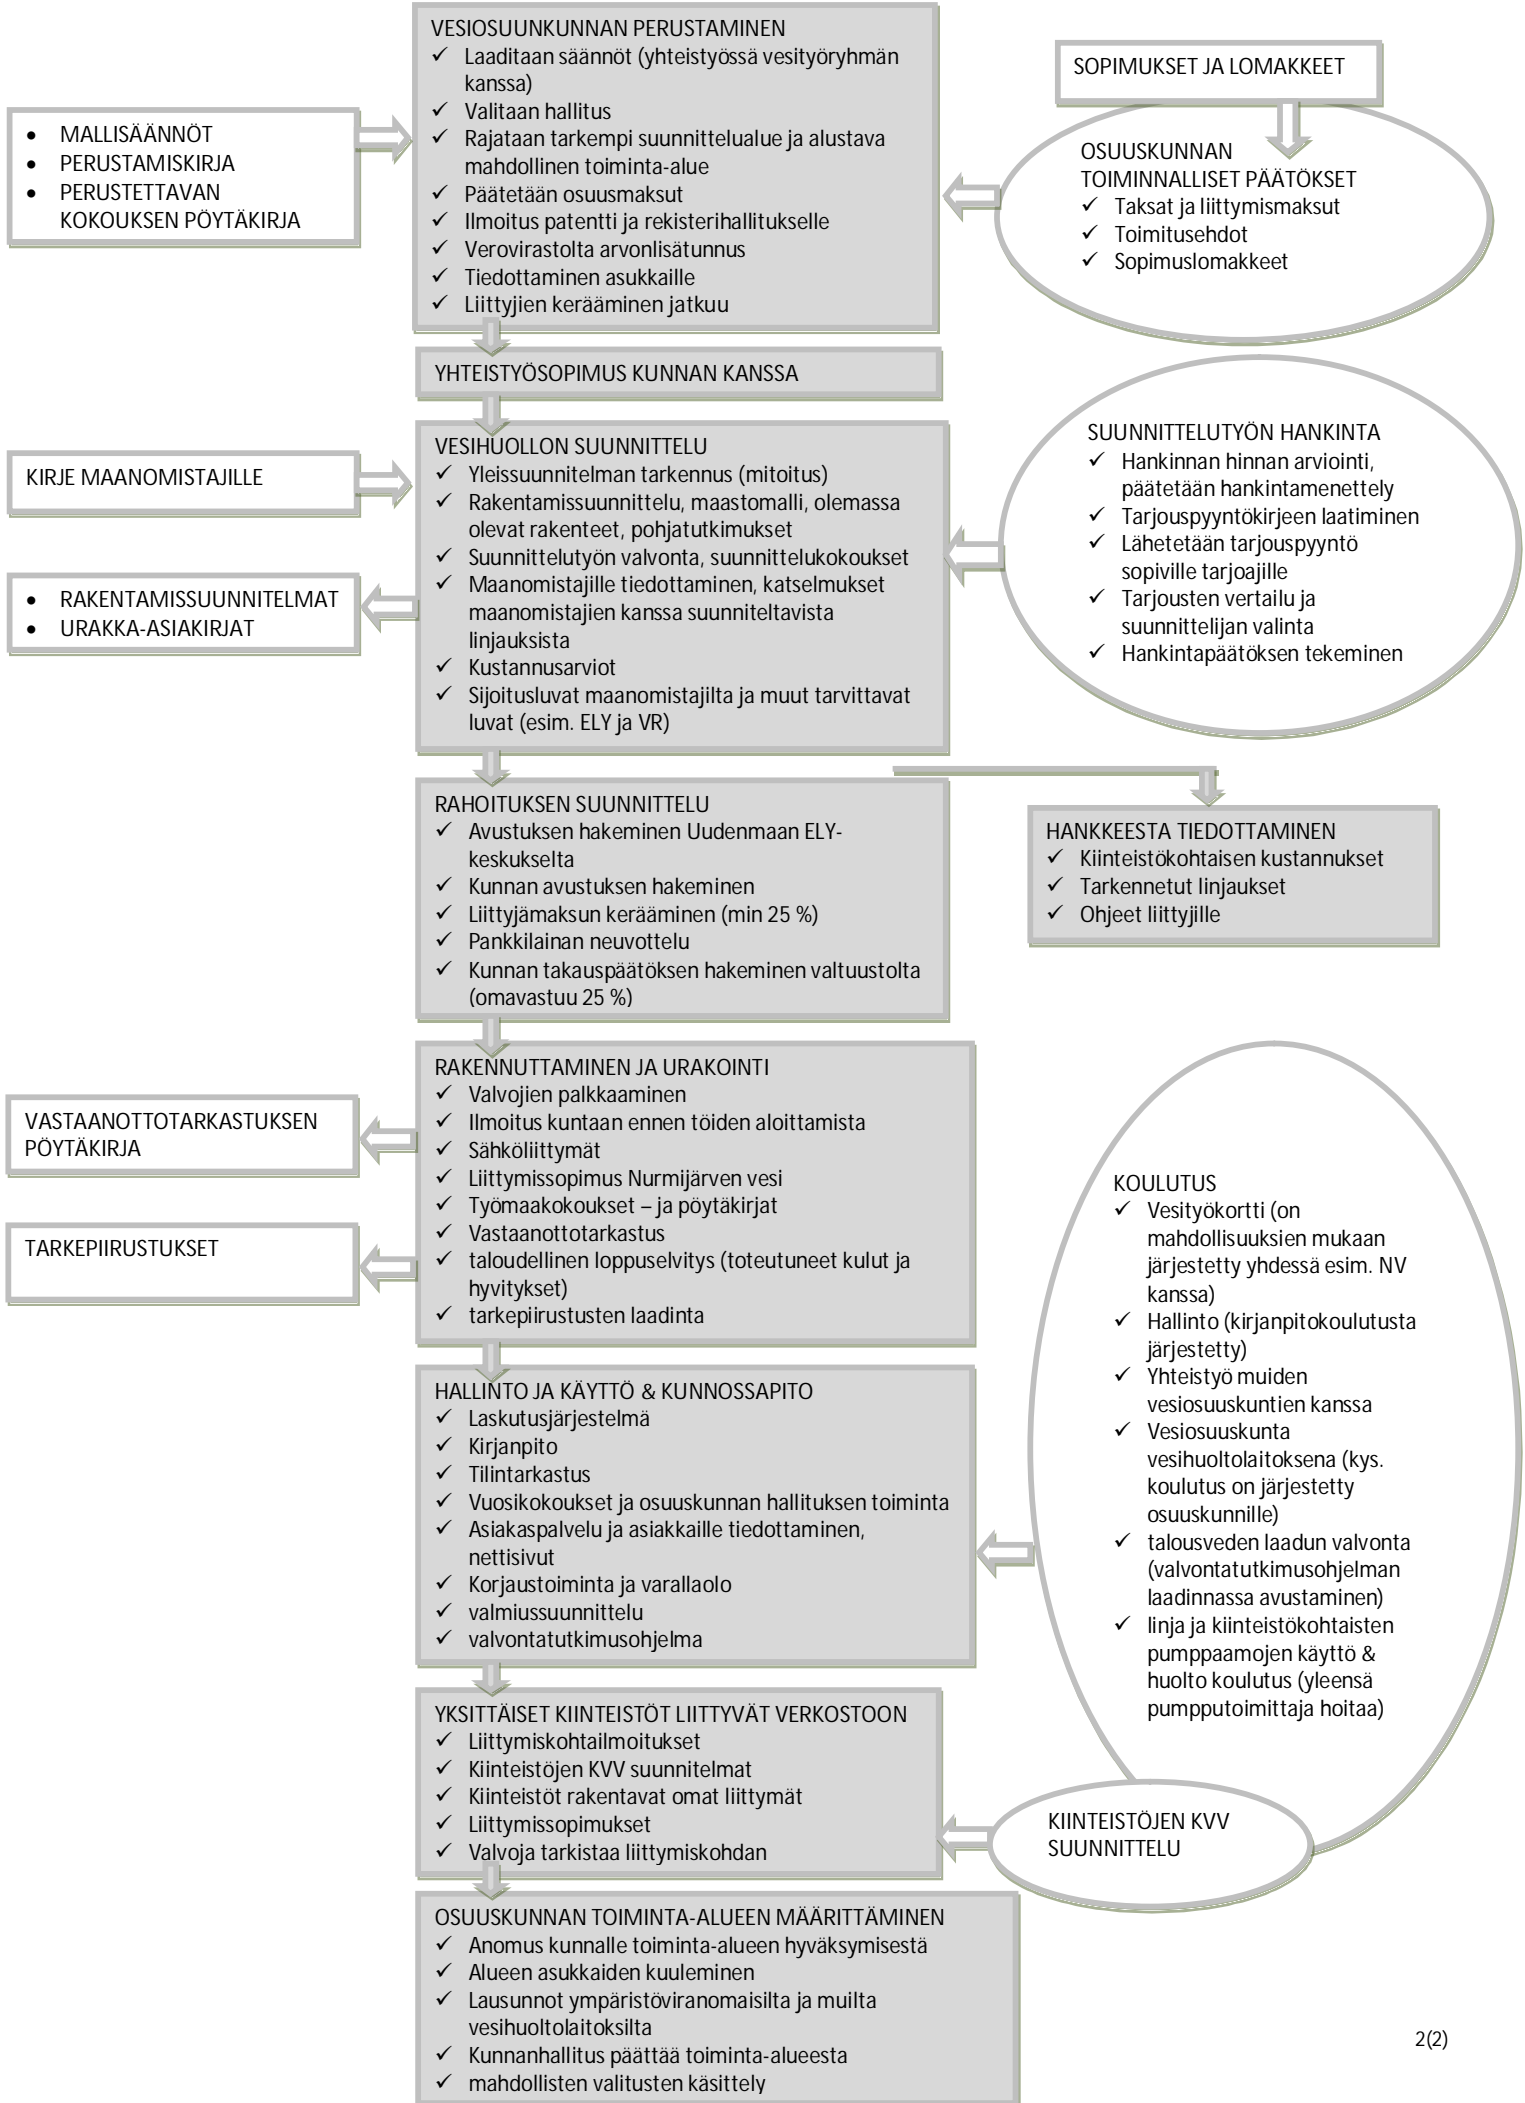 VESIOSUUNKUNNAN PERUSTAMINEN
✓ Laaditaan säännöt (yhteistyössä vesityöryhmän
kanssa)
✓ Valitaan hallitus
✓ Rajataan tarkempi suunnittelualue ja alustava
mahdollinen toiminta-alue
✓ Päätetään osuusmaksut
✓ Ilmoitus patentti ja rekisterihallitukselle
✓ Verovirastolta arvonlisätunnus
✓ Tiedottaminen asukkaille
✓ Liittyjien kerääminen jatkuu
• MALLISÄÄNNÖT
• PERUSTAMISKIRJA
• PERUSTETTAVAN
KOKOUKSEN PÖYTÄKIRJA
SOPIMUKSET JA LOMAKKEET
OSUUSKUNNAN
TOIMINNALLISET PÄÄTÖKSET
✓ Taksat ja liittymismaksut
✓ Toimitusehdot
✓ Sopimuslomakkeet
YHTEISTYÖSOPIMUS KUNNAN KANSSA
VESIHUOLLON SUUNNITTELU
✓ Yleissuunnitelman tarkennus (mitoitus)
✓ Rakentamissuunnittelu, maastomalli, olemassa
olevat rakenteet, pohjatutkimukset
✓ Suunnittelutyön valvonta, suunnittelukokoukset
✓ Maanomistajille tiedottaminen, katselmukset
maanomistajien kanssa suunniteltavista
linjauksista
✓ Kustannusarviot
✓ Sijoitusluvat maanomistajilta ja muut tarvittavat
luvat (esim. ELY ja VR)
KIRJE MAANOMISTAJILLE
• RAKENTAMISSUUNNITELMAT
• URAKKA-ASIAKIRJAT
SUUNNITTELUTYÖN HANKINTA
✓ Hankinnan hinnan arviointi,
päätetään hankintamenettely
✓ Tarjouspyyntökirjeen laatiminen
✓ Lähetetään tarjouspyyntö
sopiville tarjoajille
✓ Tarjousten vertailu ja
suunnittelijan valinta
✓ Hankintapäätöksen tekeminen
RAHOITUKSEN SUUNNITTELU
✓ Avustuksen hakeminen Uudenmaan ELY-
keskukselta
✓ Kunnan avustuksen hakeminen
✓ Liittyjämaksun kerääminen (min 25 %)
✓ Pankkilainan neuvottelu
✓ Kunnan takauspäätöksen hakeminen valtuustolta
(omavastuu 25 %)
HANKKEESTA TIEDOTTAMINEN
✓ Kiinteistökohtaisen kustannukset
✓ Tarkennetut linjaukset
✓ Ohjeet liittyjille
RAKENNUTTAMINEN JA URAKOINTI
✓ Valvojien palkkaaminen
✓ Ilmoitus kuntaan ennen töiden aloittamista
✓ Sähköliittymät
✓ Liittymissopimus Nurmijärven vesi
✓ Työmaakokoukset – ja pöytäkirjat
✓ Vastaanottotarkastus
✓ taloudellinen loppuselvitys (toteutuneet kulut ja
hyvitykset)
✓ tarkepiirustusten laadinta
VASTAANOTTOTARKASTUKSEN
PÖYTÄKIRJA
TARKEPIIRUSTUKSET
HALLINTO JA KÄYTTÖ & KUNNOSSAPITO
✓ Laskutusjärjestelmä
✓ Kirjanpito
✓ Tilintarkastus
✓ Vuosikokoukset ja osuuskunnan hallituksen toiminta
✓ Asiakaspalvelu ja asiakkaille tiedottaminen,
nettisivut
✓ Korjaustoiminta ja varallaolo
✓ valmiussuunnittelu
✓ valvontatutkimusohjelma
KOULUTUS
✓ Vesityökortti (on
mahdollisuuksien mukaan
järjestetty yhdessä esim. NV
kanssa)
✓ Hallinto (kirjanpitokoulutusta
järjestetty)
✓ Yhteistyö muiden
vesiosuuskuntien kanssa
✓ Vesiosuuskunta
vesihuoltolaitoksena (kys.
koulutus on järjestetty
osuuskunnille)
✓ talousveden laadun valvonta
(valvontatutkimusohjelman
laadinnassa avustaminen)
✓ linja ja kiinteistökohtaisten
pumppaamojen käyttö &
huolto koulutus (yleensä
pumpputoimittaja hoitaa)
YKSITTÄISET KIINTEISTÖT LIITTYVÄT VERKOSTOON
✓ Liittymiskohtailmoitukset
✓ Kiinteistöjen KVV suunnitelmat
✓ Kiinteistöt rakentavat omat liittymät
✓ Liittymissopimukset
✓ Valvoja tarkistaa liittymiskohdan
KIINTEISTÖJEN KVV
SUUNNITTELU
OSUUSKUNNAN TOIMINTA-ALUEEN MÄÄRITTÄMINEN
✓ Anomus kunnalle toiminta-alueen hyväksymisestä
✓ Alueen asukkaiden kuuleminen
✓ Lausunnot ympäristöviranomaisilta ja muilta
vesihuoltolaitoksilta
✓ Kunnanhallitus päättää toiminta-alueesta
✓ mahdollisten valitusten käsittely
2(2)